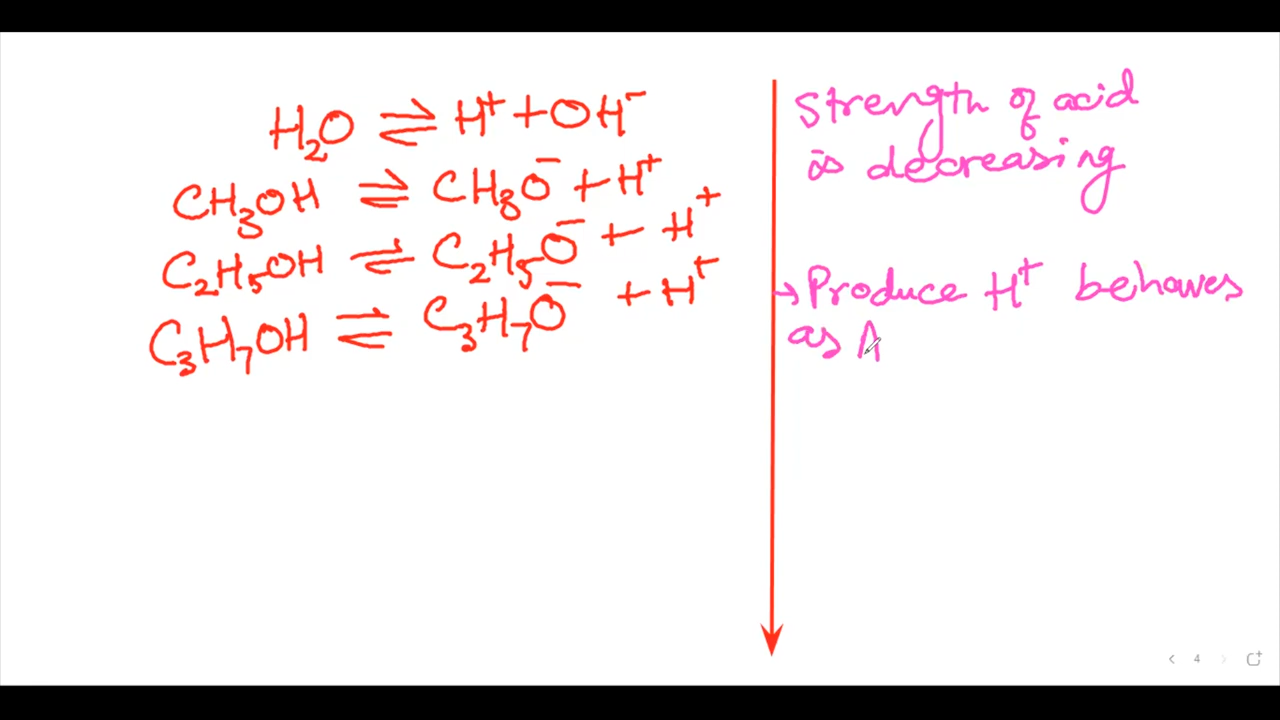 H₂O ⇌ H⁺ + OH⁻
CH₃OH ⇌ CH₃O⁻ + H⁺
C₂H₅OH ⇌ C₂H₅O⁻ + H⁺
C₃H₇OH ⇌ C₃H₇O⁻ + H⁺
Strength of acid
is decreasing
→ Produce H⁺ behaves
as A
4